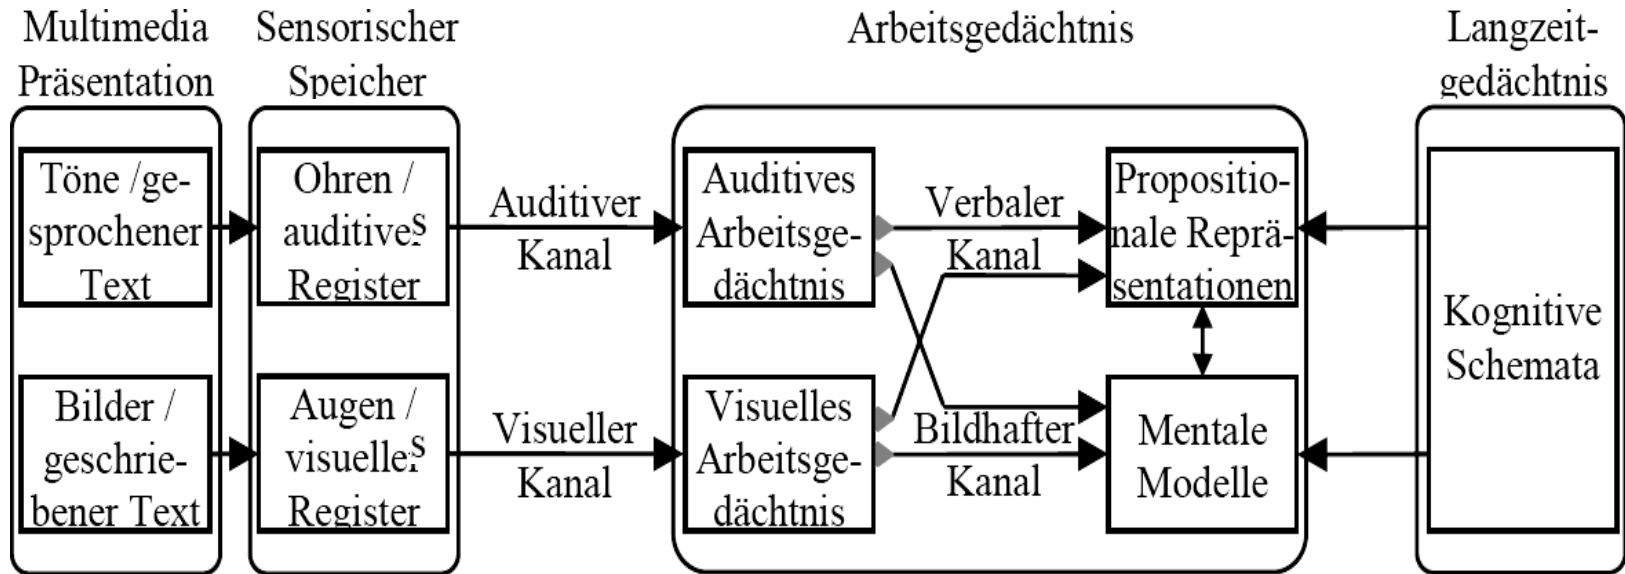 Multimedia
Präsentation
Sensorischer
Speicher
Arbeitsgedächtnis
Langzeit-
gedächtnis
Töne /ge-
sprochener
Text
Ohren /
auditives
Register
Auditiver
Kanal
Auditives
Arbeitsge-
dächtnis
Verbaler
Kanal
Propositio-
nale Reprä-
sentationen
Bilder /
geschrie-
bener Text
Augen /
visuelles
Register
Visueller
Kanal
Visuelles
Arbeitsge-
dächtnis
Bildhafter
Kanal
Mentale
Modelle
Kognitive
Schemata